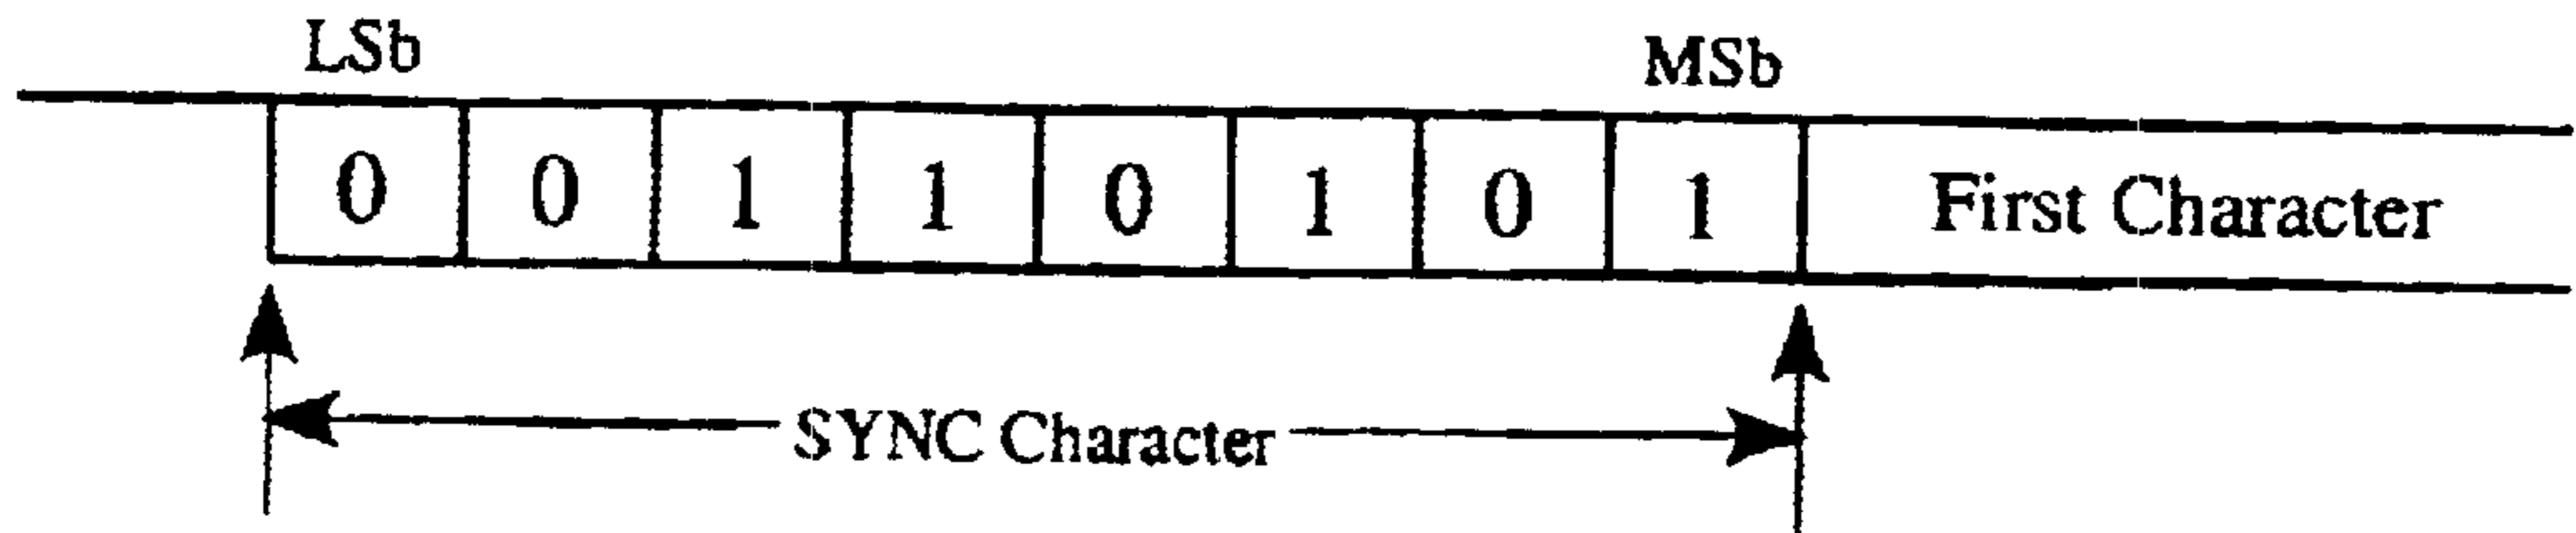 LSb MSb
0 0 1 1 0 1 0 1 First Character
SYNC Character